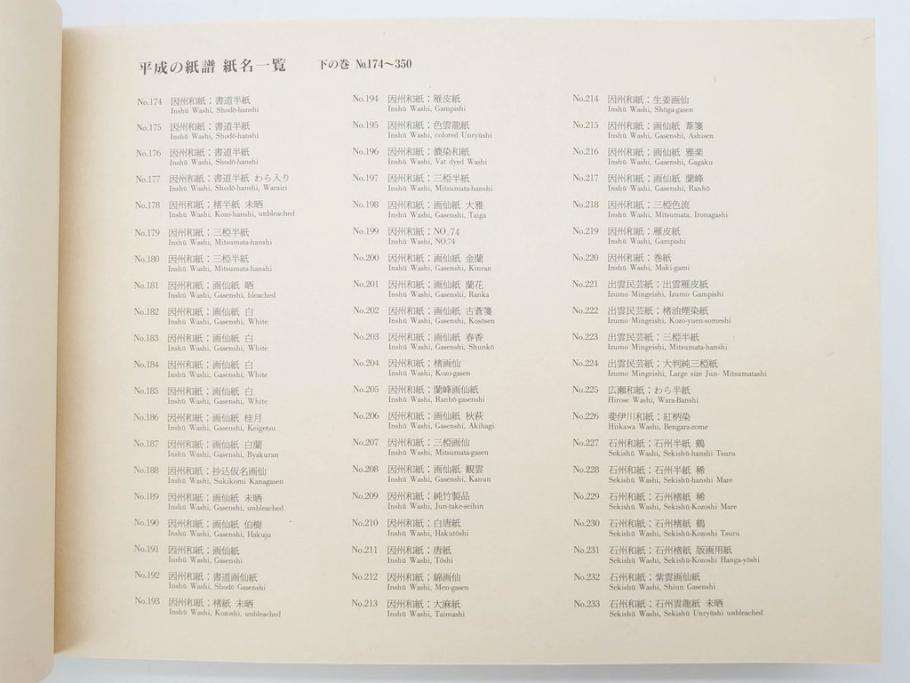 平成の紙譜 紙名一覧 下の巻 №174〜350
No.174 因州和紙；書道半紙
Inshū Washi, Shodō-hanshi
No.175 因州和紙；書道半紙
Inshū Washi, Shodō-hanshi
No.176 因州和紙；書道半紙
Inshū Washi, Shodō-hanshi
No.177 因州和紙；書道半紙 わら入り
Inshū Washi, Shodō-hanshi, Warairi
No.178 因州和紙；楮半紙 未晒
Inshū Washi, Kozo-hanshi, unbleached
No.179 因州和紙；三椏半紙
Inshū Washi, Mitsumata-hanshi
No.180 因州和紙；三椏半紙
Inshū Washi, Mitsumata-hanshi
No.181 因州和紙；画仙紙 晒
Inshū Washi, Gasenshi, bleached
No.182 因州和紙；画仙紙 白
Inshū Washi, Gasenshi, White
No.183 因州和紙；画仙紙 白
Inshū Washi, Gasenshi, White
No.184 因州和紙；画仙紙 白
Inshū Washi, Gasenshi, White
No.185 因州和紙；画仙紙 白
Inshū Washi, Gasenshi, White
No.186 因州和紙；画仙紙 桂月
Inshū Washi, Gasenshi, Keigetsu
No.187 因州和紙；画仙紙 白蘭
Inshū Washi, Gasenshi, Byakuran
No.188 因州和紙；抄込仮名画仙
Inshū Washi, Sukikomi Kanagasen
No.189 因州和紙；画仙紙 未晒
Inshū Washi, Gasenshi, unbleached
No.190 因州和紙；画仙紙 伯樹
Inshū Washi, Gasenshi, Hakuju
No.191 因州和紙；画仙紙
Inshū Washi, Gasenshi
No.192 因州和紙；書道画仙紙
Inshū Washi, Shodō Gasenshi
No.193 因州和紙；楮紙 未晒
Inshū Washi, Kozoshi, unbleached
No.194 因州和紙；雁皮紙
Inshū Washi, Gampishi
No.195 因州和紙；色雲龍紙
Inshū Washi, colored Unryūshi
No.196 因州和紙；漉染和紙
Inshū Washi, Vat dyed Washi
No.197 因州和紙；三椏半紙
Inshū Washi, Mitsumata-hanshi
No.198 因州和紙；画仙紙 大雅
Inshū Washi, Gasenshi, Taiga
No.199 因州和紙；NO.74
Inshū Washi, NO.74
No.200 因州和紙；画仙紙 金蘭
Inshū Washi, Gasenshi, Kinran
No.201 因州和紙；画仙紙 蘭花
Inshū Washi, Gasenshi, Ranka
No.202 因州和紙；画仙紙 古蒼箋
Inshū Washi, Gasenshi, Kosōsen
No.203 因州和紙；画仙紙 春香
Inshū Washi, Gasenshi, Shunkō
No.204 因州和紙；楮画仙
Inshū Washi, Kozo-gasen
No.205 因州和紙；蘭峰画仙紙
Inshū Washi, Ranhō-gasenshi
No.206 因州和紙；画仙紙 秋萩
Inshū Washi, Gasenshi, Akihagi
No.207 因州和紙；三椏画仙
Inshū Washi, Mitsumata-gasen
No.208 因州和紙；画仙紙 観雲
Inshū Washi, Gasenshi, Kanun
No.209 因州和紙；純竹製品
Inshū Washi, Jun-take-seihin
No.210 因州和紙；白唐紙
Inshū Washi, Hakutōshi
No.211 因州和紙；唐紙
Inshū Washi, Tōshi
No.212 因州和紙；綿画仙
Inshū Washi, Men-gasen
No.213 因州和紙；大麻紙
Inshū Washi, Taimashi
No.214 因州和紙；生姜画仙
Inshū Washi, Shōga-gasen
No.215 因州和紙；画仙紙 葦箋
Inshū Washi, Gasenshi, Ashisen
No.216 因州和紙；画仙紙 雅楽
Inshū Washi, Gasenshi, Gagaku
No.217 因州和紙；画仙紙 蘭峰
Inshū Washi, Gasenshi, Ranhō
No.218 因州和紙；三椏色流
Inshū Washi, Mitsumata, Ironagashi
No.219 因州和紙；雁皮紙
Inshū Washi, Gampishi
No.220 因州和紙；巻紙
Inshū Washi, Maki-gami
No.221 出雲民芸紙；出雲雁皮紙
Izumo Mingeishi, Izumo Gampishi
No.222 出雲民芸紙；楮油煙染紙
Izumo Mingeishi, Kozo-yuen-someshi
No.223 出雲民芸紙；三椏半紙
Izumo Mingeishi, Mitsumata-hanshi
No.224 出雲民芸紙；大判純三椏紙
Izumo Mingeishi, Large size Jun- Mitsumatashi
No.225 広瀬和紙；わら半紙
Hirose Washi, Wara-Banshi
No.226 斐伊川和紙；紅柄染
Hiikawa Washi, Bengara-zome
No.227 石州和紙；石州半紙 鶴
Sekishū Washi, Sekishū-hanshi Tsuru
No.228 石州和紙；石州半紙 稀
Sekishū Washi, Sekishū-hanshi Mare
No.229 石州和紙；石州楮紙 稀
Sekishū Washi, Sekishū-Kozoshi Mare
No.230 石州和紙；石州楮紙 鶴
Sekishū Washi, Sekishū-Kozoshi Tsuru
No.231 石州和紙；石州楮紙 版画用紙
Sekishū Washi, Sekishū-Kozoshi Hanga-yōshi
No.232 石州和紙；紫雲画仙紙
Sekishū Washi, Shiun Gasenshi
No.233 石州和紙；石州雲龍紙 未晒
Sekishū Washi, Sekishū Unryūshi unbleached